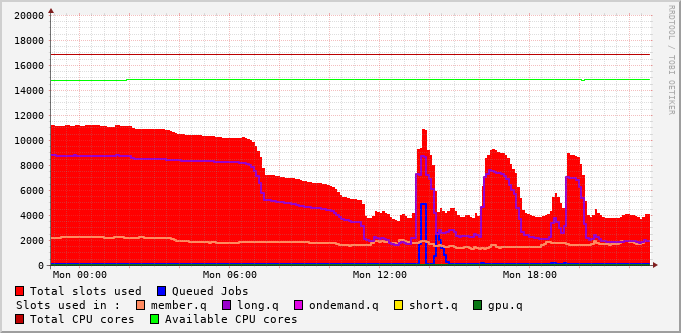 20000
18000
16000
14000
12000
10000
8000
6000
4000
2000
0
Mon 00:00 Mon 06:00 Mon 12:00 Mon 18:00
RRDTOOL / TOBI OETIKER
Total slots used Queued Jobs
Slots used in : member.q long.q ondemand.q short.q gpu.q
Total CPU cores Available CPU cores